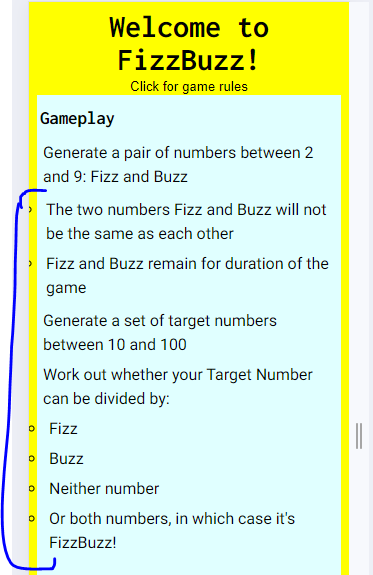 Welcome to
FizzBuzz!
Click for game rules
Gameplay
Generate a pair of numbers between 2
and 9: Fizz and Buzz
The two numbers Fizz and Buzz will not
be the same as each other
Fizz and Buzz remain for duration of the
game
Generate a set of target numbers
between 10 and 100
Work out whether your Target Number
can be divided by:
Fizz
Buzz
Neither number
Or both numbers, in which case it's
FizzBuzz!